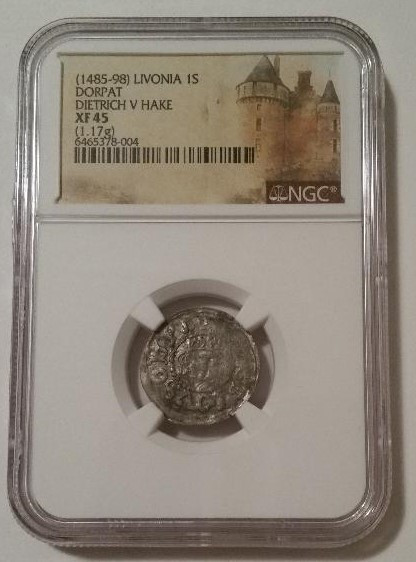 (1485-98) LIVONIA 1S
DORPAT
DIETRICH V HAKE
XF 45
(1.17g)
6465378-004
NGC®